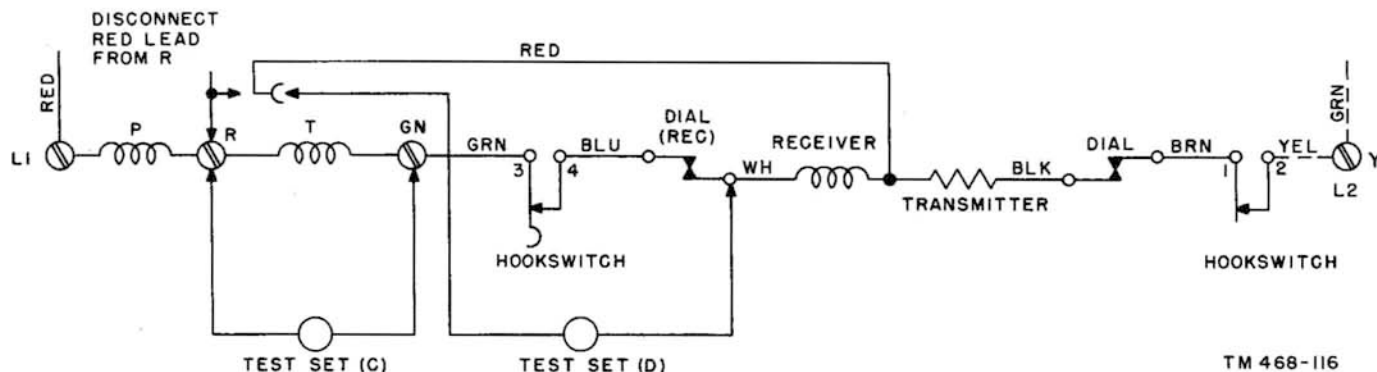 DISCONNECT
RED LEAD
FROM R
RED
RED
L1
P
R
T
GN
GRN
3
4
BLU
DIAL
(REC)
WH
RECEIVER
TRANSMITTER
BLK
DIAL
BRN
1
2
YEL
GRN
Y
L2
HOOKSWITCH
HOOKSWITCH
TEST SET (C)
TEST SET (D)
TM 468-116